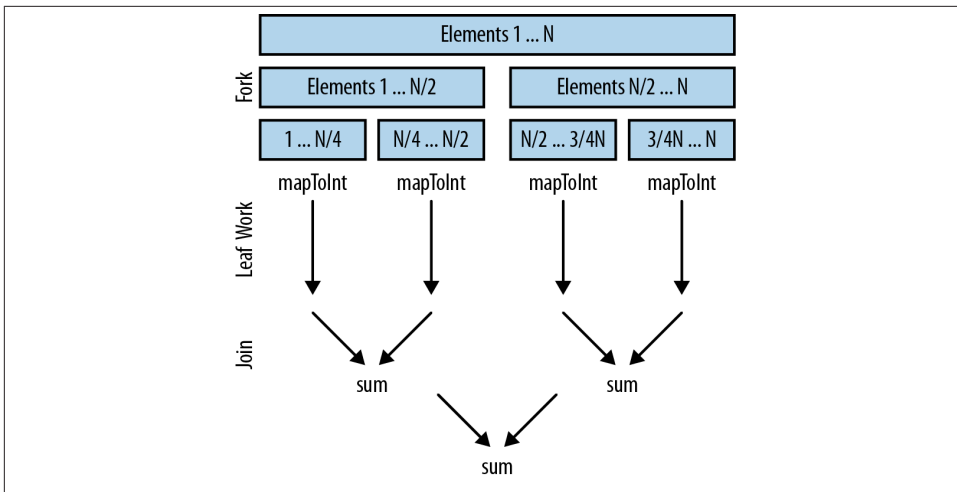 Elements 1 ... N
Fork
Elements 1 ... N/2
Elements N/2 ... N
1 ... N/4
N/4 ... N/2
N/2 ... 3/4N
3/4N ... N
mapToInt
mapToInt
mapToInt
mapToInt
Leaf Work
Join
sum
sum
sum